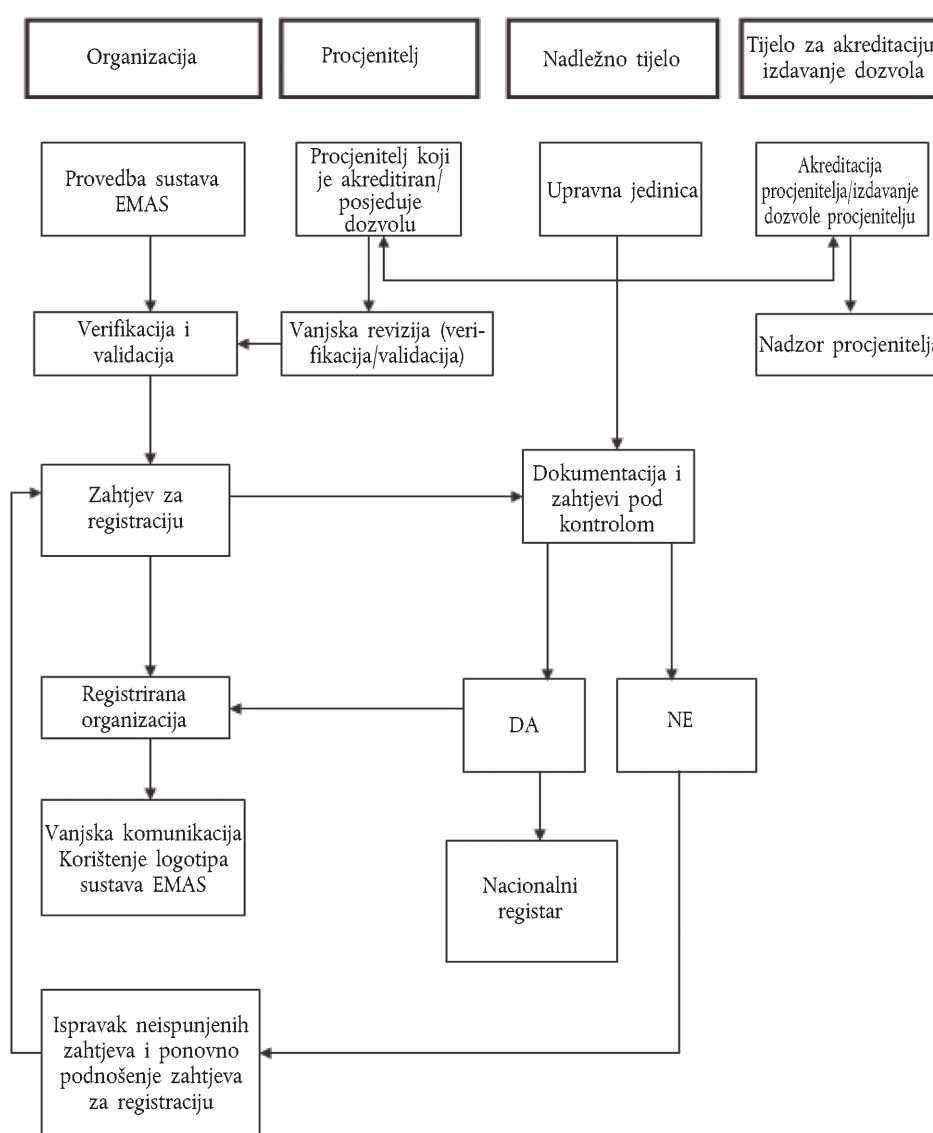 Organizacija
Procjenitelj
Nadležno tijelo
Tijelo za akreditaciju
izdavanje dozvola
Provedba sustava
EMAS
Procjenitelj koji
je akreditiran/
posjeduje
dozvolu
Upravna jedinica
Akreditacija
procjenitelja/izdavanje
dozvole procjenitelju
Verifikacija i
validacija
Vanjska revizija (veri-
fikacija/validacija)
Nadzor procjenitelja
Zahtjev za
registraciju
Dokumentacija i
zahtjevi pod
kontrolom
Registrirana
organizacija
DA
NE
Vanjska komunikacija
Korištenje logotipa
sustava EMAS
Nacionalni
registar
Ispravak neispunjenih
zahtjeva i ponovno
podnošenje zahtjeva
za registraciju